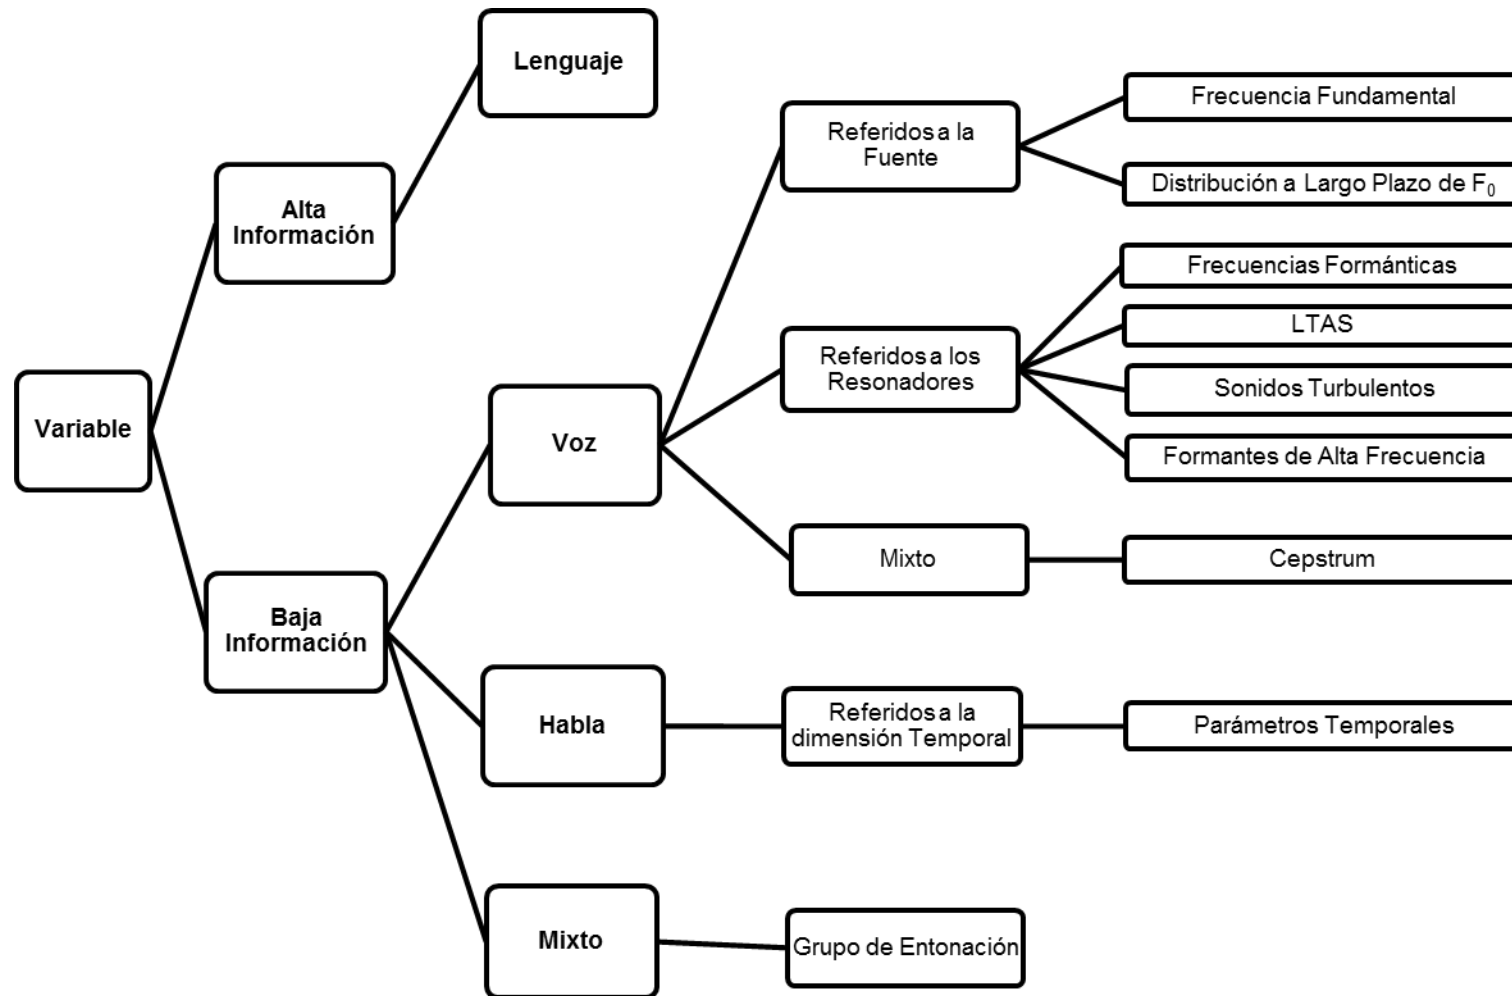 Lenguaje
Alta
Información
Variable
Baja
Información
Voz
Habla
Mixto
Referidos a la
Fuente
Referidos a los
Resonadores
Mixto
Referidos a la
dimensión Temporal
Grupo de Entonación
Frecuencia Fundamental
Distribución a Largo Plazo de F₀
Frecuencias Formánticas
LTAS
Sonidos Turbulentos
Formantes de Alta Frecuencia
Cepstrum
Parámetros Temporales